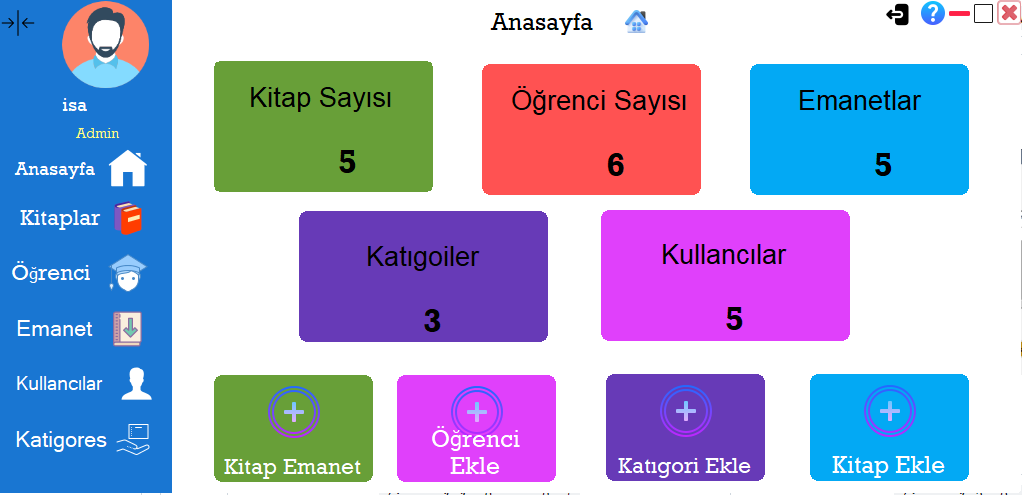 Anasayfa
isa
Admin
Anasayfa
Kitaplar
Öğrenci
Emanet
Kullancılar
Katigores
Kitap Sayısı
5
Öğrenci Sayısı
6
Emanetlar
5
Katıgoiler
3
Kullancılar
5
Kitap Emanet
Öğrenci
Ekle
Katıgori Ekle
Kitap Ekle